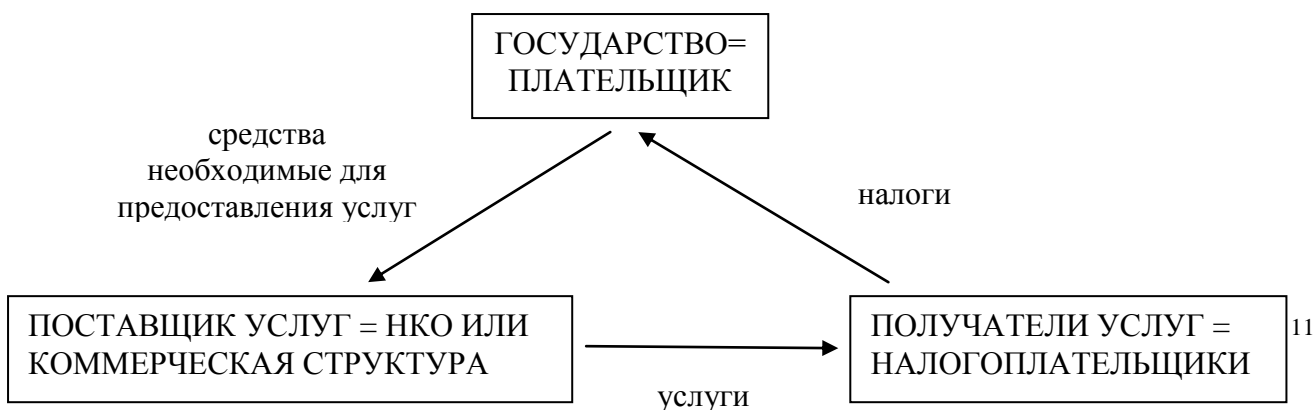 ГОСУДАРСТВО=
ПЛАТЕЛЬЩИК
средства
необходимые для
предоставления услуг
налоги
ПОСТАВЩИК УСЛУГ = НКО ИЛИ
КОММЕРЧЕСКАЯ СТРУКТУРА
ПОЛУЧАТЕЛИ УСЛУГ =
НАЛОГОПЛАТЕЛЬЩИКИ
11
услуги